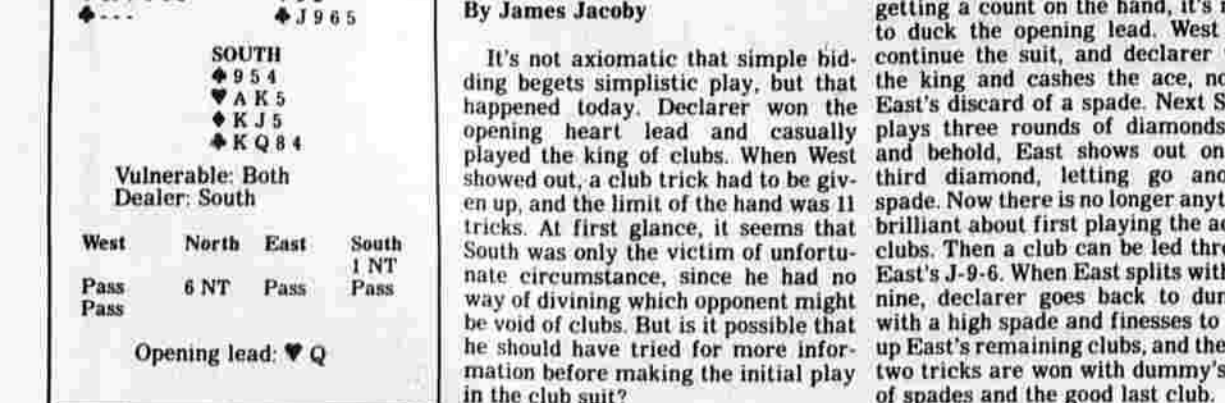 ♣ - - -
♣ J 9 6 5
SOUTH
♠ 9 5 4
♥ A K 5
♦ K J 5
♣ K Q 8 4
Vulnerable: Both
Dealer: South
West North East South
1 NT
Pass 6 NT Pass Pass
Pass
Opening lead: ♥ Q
By James Jacoby
It's not axiomatic that simple bid-
ding begets simplistic play, but that
happened today. Declarer won the
opening heart lead and casually
played the king of clubs. When West
showed out, a club trick had to be giv-
en up, and the limit of the hand was 11
tricks. At first glance, it seems that
South was only the victim of unfortu-
nate circumstance, since he had no
way of divining which opponent might
be void of clubs. But is it possible that
he should have tried for more infor-
mation before making the initial play
in the club suit?
getting a count on the hand, it's
to duck the opening lead. West
continue the suit, and declarer
the king and cashes the ace,
East's discard of a spade. Next
plays three rounds of diamonds
and behold, East shows out on
third diamond, letting go
spade. Now there is no longer
brilliant about first playing the
clubs. Then a club can be led
East's J-9-6. When East splits with
nine, declarer goes back to
with a high spade and finesses to
up East's remaining clubs, and the
two tricks are won with dummy's
of spades and the good last club.